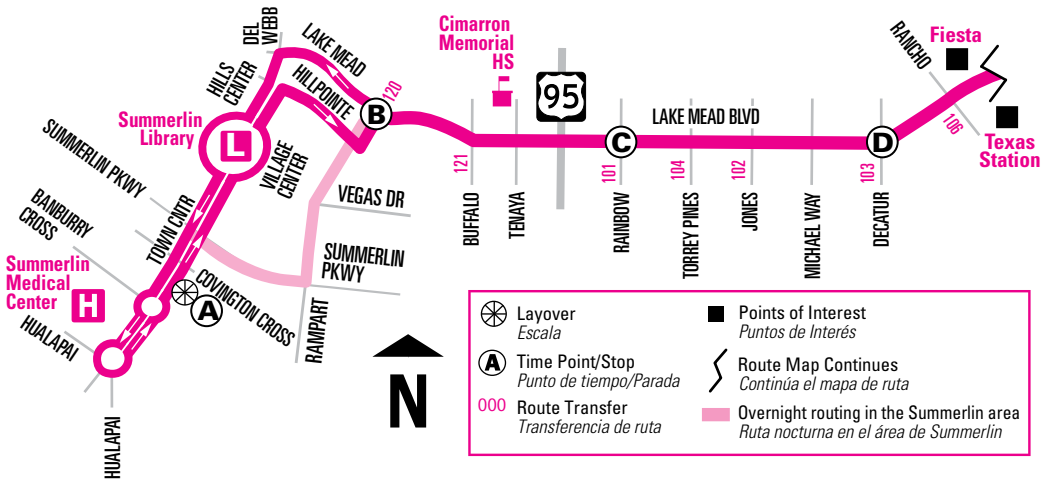 DEL
WEBB
LAKE MEAD
HILLS
CENTER
HILLPOINTE
120
B
Summerlin
Library
L
VILLAGE
CENTER
SUMMERLIN PKWY
BANBURRY
CROSS
TOWN CNTR
VEGAS DR
SUMMERLIN
PKWY
Summerlin
Medical
Center
H
A
COVINGTON CROSS
RAMPART
HUALAPAI
HUALAPAI
N
Cimarron
Memorial
HS
95
121
BUFFALO
TENAYA
C
101
RAINBOW
LAKE MEAD BLVD
104
TORREY PINES
102
JONES
MICHAEL WAY
D
103
DECATUR
RANCHO
106
Fiesta
Texas
Station
Layover
Escala
A
Time Point/Stop
Punto de tiempo/Parada
000
Route Transfer
Transferencia de ruta
Points of Interest
Puntos de Interés
Route Map Continues
Continúa el mapa de ruta
Overnight routing in the Summerlin area
Ruta nocturna en el área de Summerlin